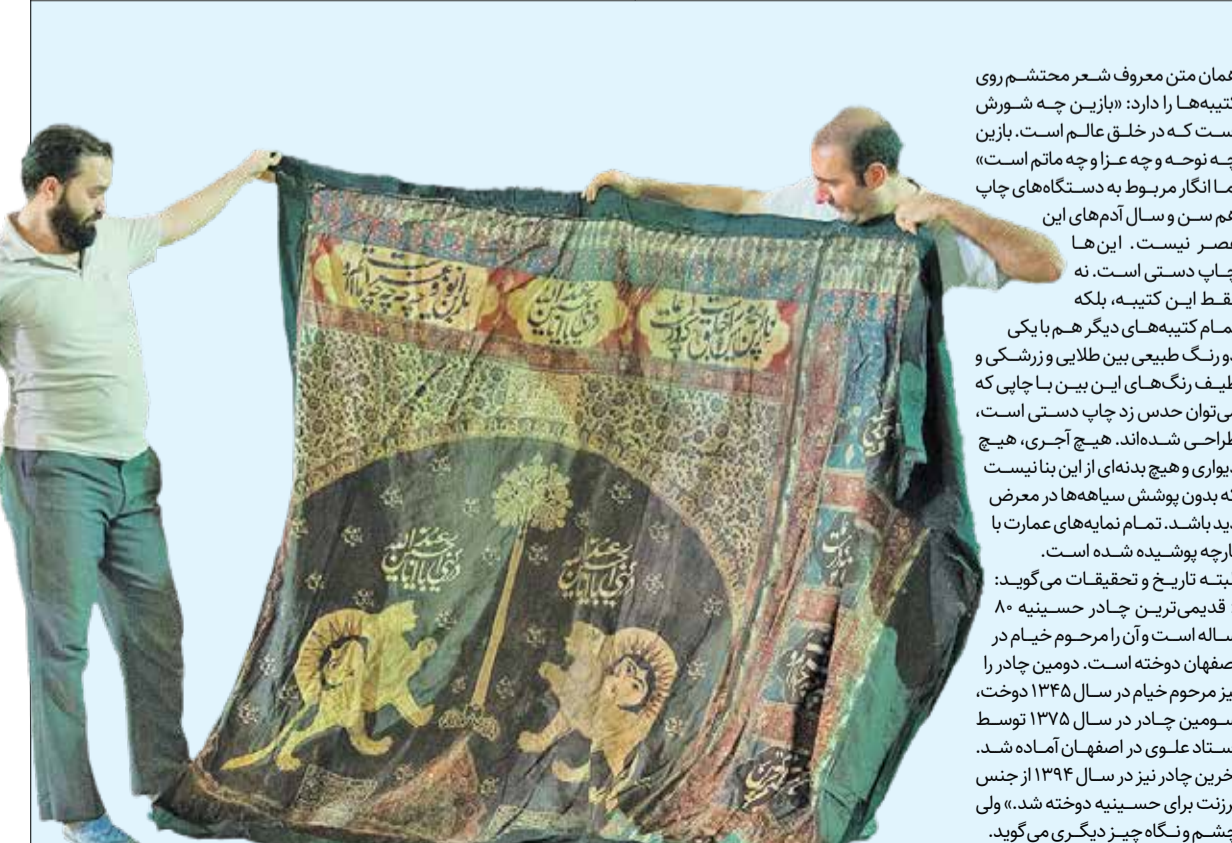 همان متن معروف شعر محتشم روی
کتیبه‌ها را دارد: «بازین چه شورش
است که در خلق عالم است. بازین
چه نوحه و چه عزا و چه ماتم است»
اما انگار مربوط به دستگاه‌های چاپ
هم سن و سال آدم‌های این
عصر نیست. این‌ها
چاپ دستی است. نه
فقط این کتیبه، بلکه
تمام کتیبه‌های دیگر هم با یکی
دو رنگ طبیعی بین طلایی و زرشکی و
طیف رنگ‌های این بین با چاپی که
می‌توان حدس زد چاپ دستی است،
طراحی شده‌اند. هیچ آجری، هیچ
دیواری و هیچ بدنه‌ای از این بنا نیست
که بدون پوشش سیاهه‌ها در معرض
دید باشد. تمام نمایه‌های عمارت با
پارچه پوشیده شده است.
البته تاریخ و تحقیقات می‌گوید:
قدیمی‌ترین چادر حسینیه ۸۰
ساله است و آن را مرحوم خیام در
اصفهان دوخته است. دومین چادر را
نیز مرحوم خیام در سال ۱۳۴۵ دوخت،
سومین چادر در سال ۱۳۷۵ توسط
استاد علوی در اصفهان آماده شد.
آخرین چادر نیز در سال ۱۳۹۴ از جنس
برزنت برای حسینیه دوخته شد.» ولی
چشم و نگاه چیز دیگری می‌گوید.